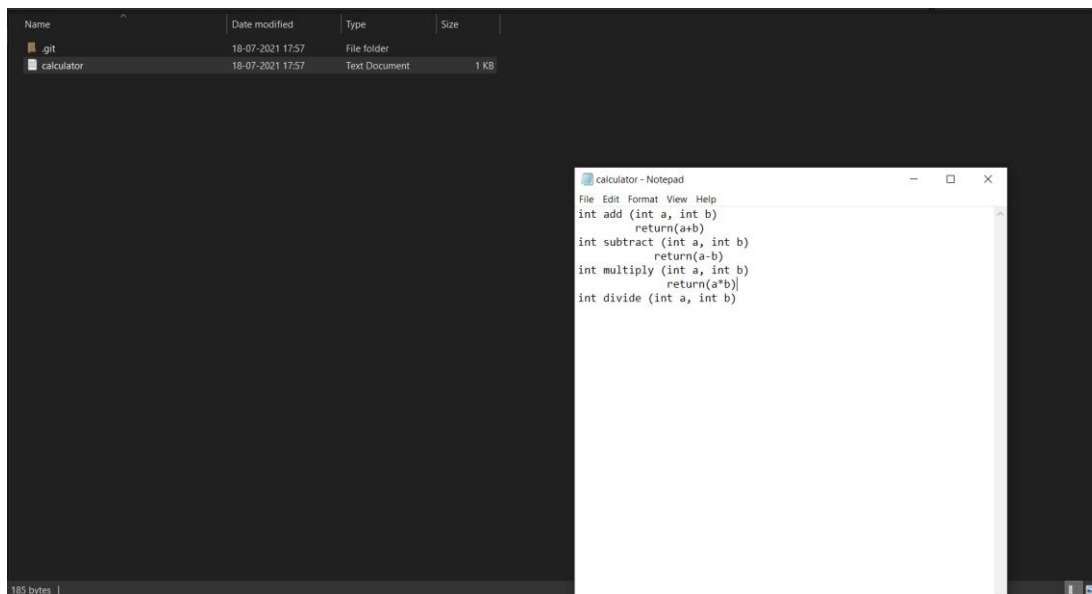 Name Date modified Type Size
.git 18-07-2021 17:57 File folder
calculator 18-07-2021 17:57 Text Document 1 KB
calculator - Notepad
File Edit Format View Help
int add (int a, int b)
return(a+b)
int subtract (int a, int b)
return(a-b)
int multiply (int a, int b)
return(a*b)
int divide (int a, int b)
185 bytes